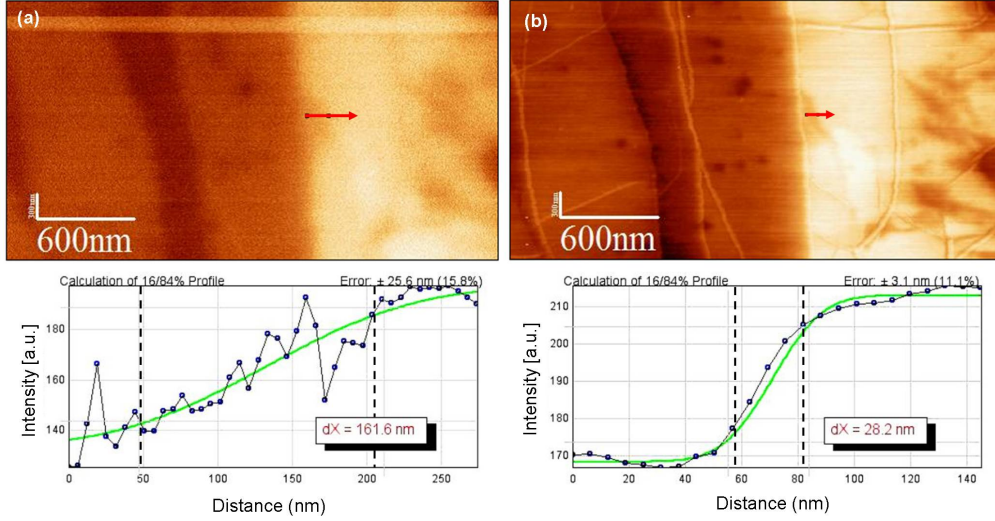 (a)
300nm
600nm
Calculation of 16/84% Profile
Error: ± 25.6 nm (15.8%)
Intensity [a.u.]
180
160
140
0
50
100
150
200
250
dX = 161.6 nm
Distance (nm)
(b)
300nm
600nm
Calculation of 16/84% Profile
Error: ± 3.1 nm (11.1%)
Intensity [a.u.]
210
200
190
180
170
0
20
40
60
80
100
120
140
dX = 28.2 nm
Distance (nm)